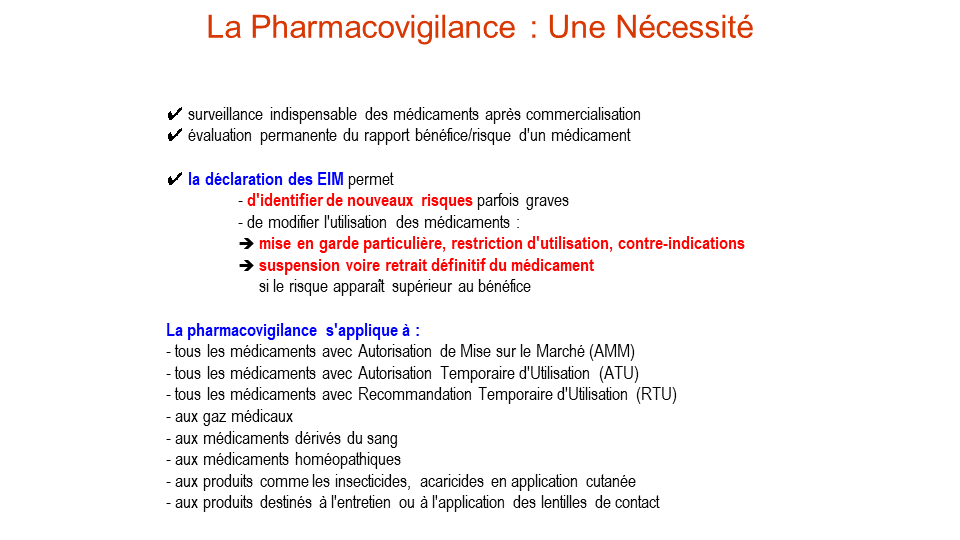 La Pharmacovigilance : Une Nécessité
✔ surveillance indispensable des médicaments après commercialisation
✔ évaluation permanente du rapport bénéfice/risque d'un médicament
✔ la déclaration des EIM permet
- d'identifier de nouveaux risques parfois graves
- de modifier l'utilisation des médicaments :
➔ mise en garde particulière, restriction d'utilisation, contre-indications
➔ suspension voire retrait définitif du médicament
si le risque apparaît supérieur au bénéfice
La pharmacovigilance s'applique à :
- tous les médicaments avec Autorisation de Mise sur le Marché (AMM)
- tous les médicaments avec Autorisation Temporaire d'Utilisation (ATU)
- tous les médicaments avec Recommandation Temporaire d'Utilisation (RTU)
- aux gaz médicaux
- aux médicaments dérivés du sang
- aux médicaments homéopathiques
- aux produits comme les insecticides, acaricides en application cutanée
- aux produits destinés à l'entretien ou à l'application des lentilles de contact